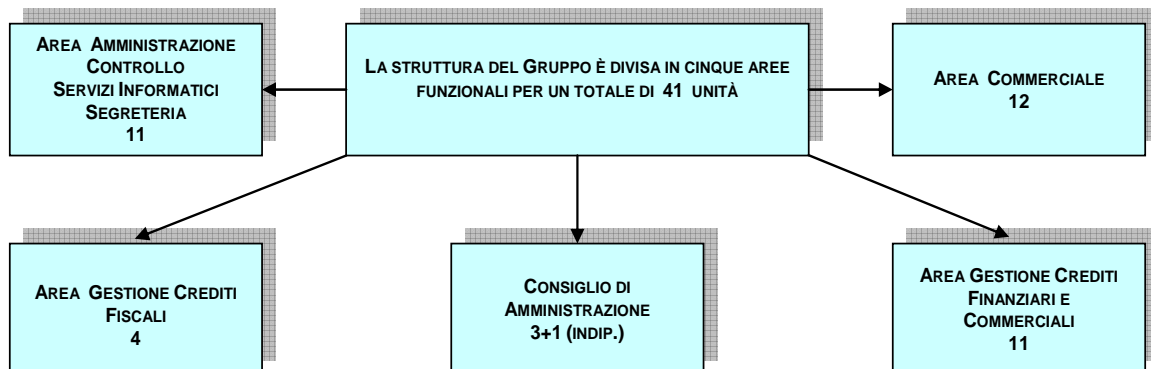 AREA AMMINISTRAZIONE
CONTROLLO
SERVIZI INFORMATICI
SEGRETERIA
11
LA STRUTTURA DEL GRUPPO È DIVISA IN CINQUE AREE
FUNZIONALI PER UN TOTALE DI 41 UNITÀ
AREA COMMERCIALE
12
AREA GESTIONE CREDITI
FISCALI
4
CONSIGLIO DI
AMMINISTRAZIONE
3+1 (INDIP.)
AREA GESTIONE CREDITI
FINANZIARI E
COMMERCIALI
11